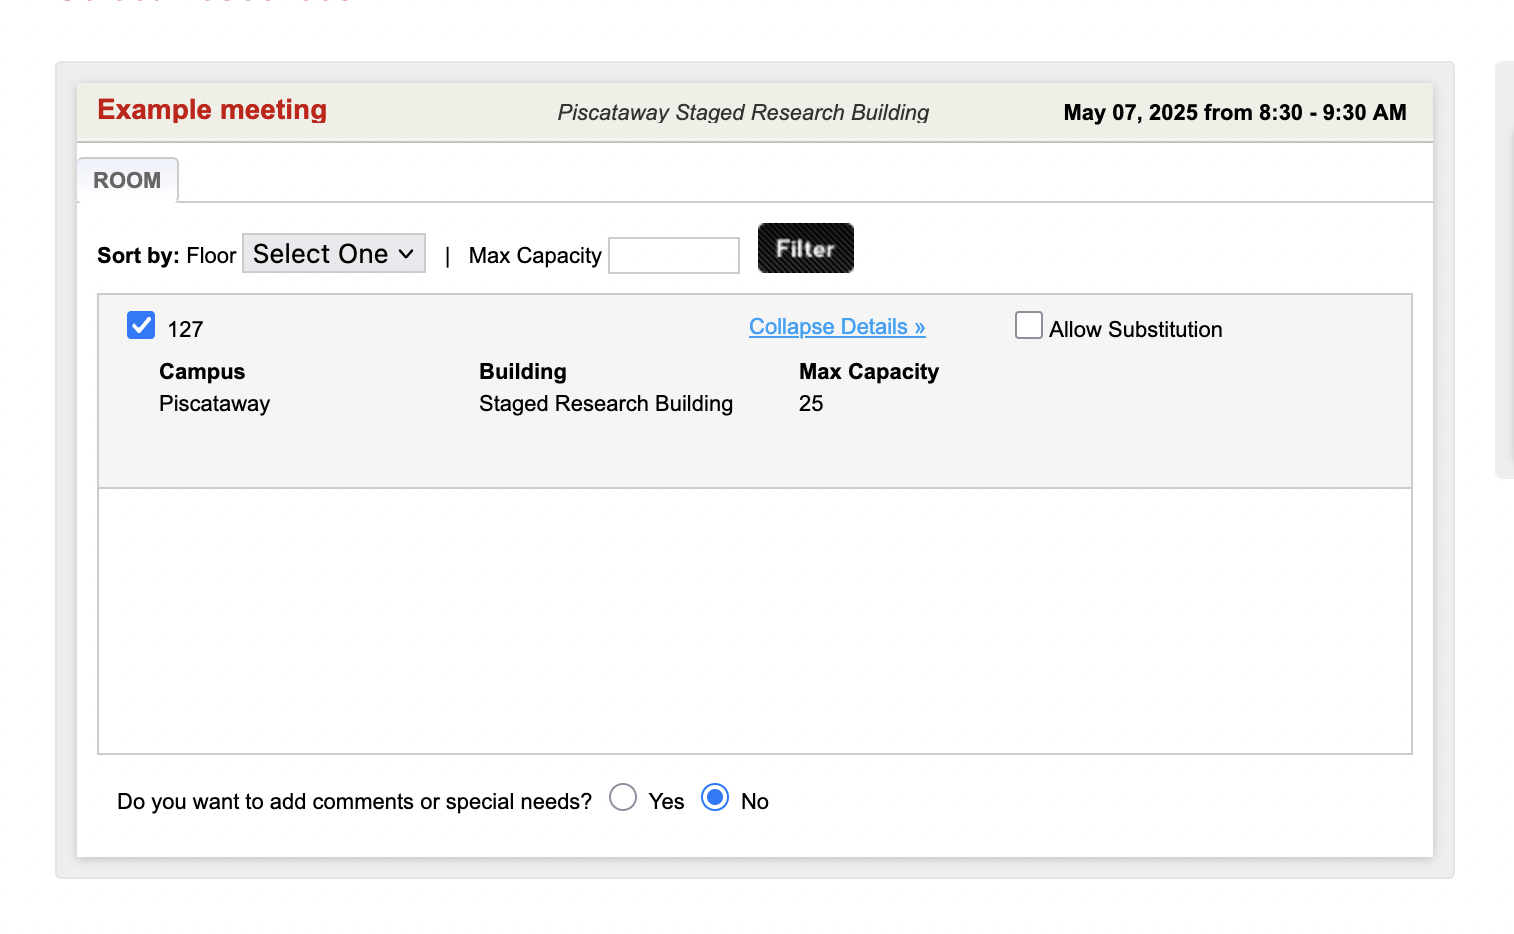 Example meeting
Piscataway Staged Research Building
May 07, 2025 from 8:30 - 9:30 AM
ROOM
Sort by: Floor Select One | Max Capacity Filter
127 Collapse Details » Allow Substitution
Campus Building Max Capacity
Piscataway Staged Research Building 25
Do you want to add comments or special needs? Yes No